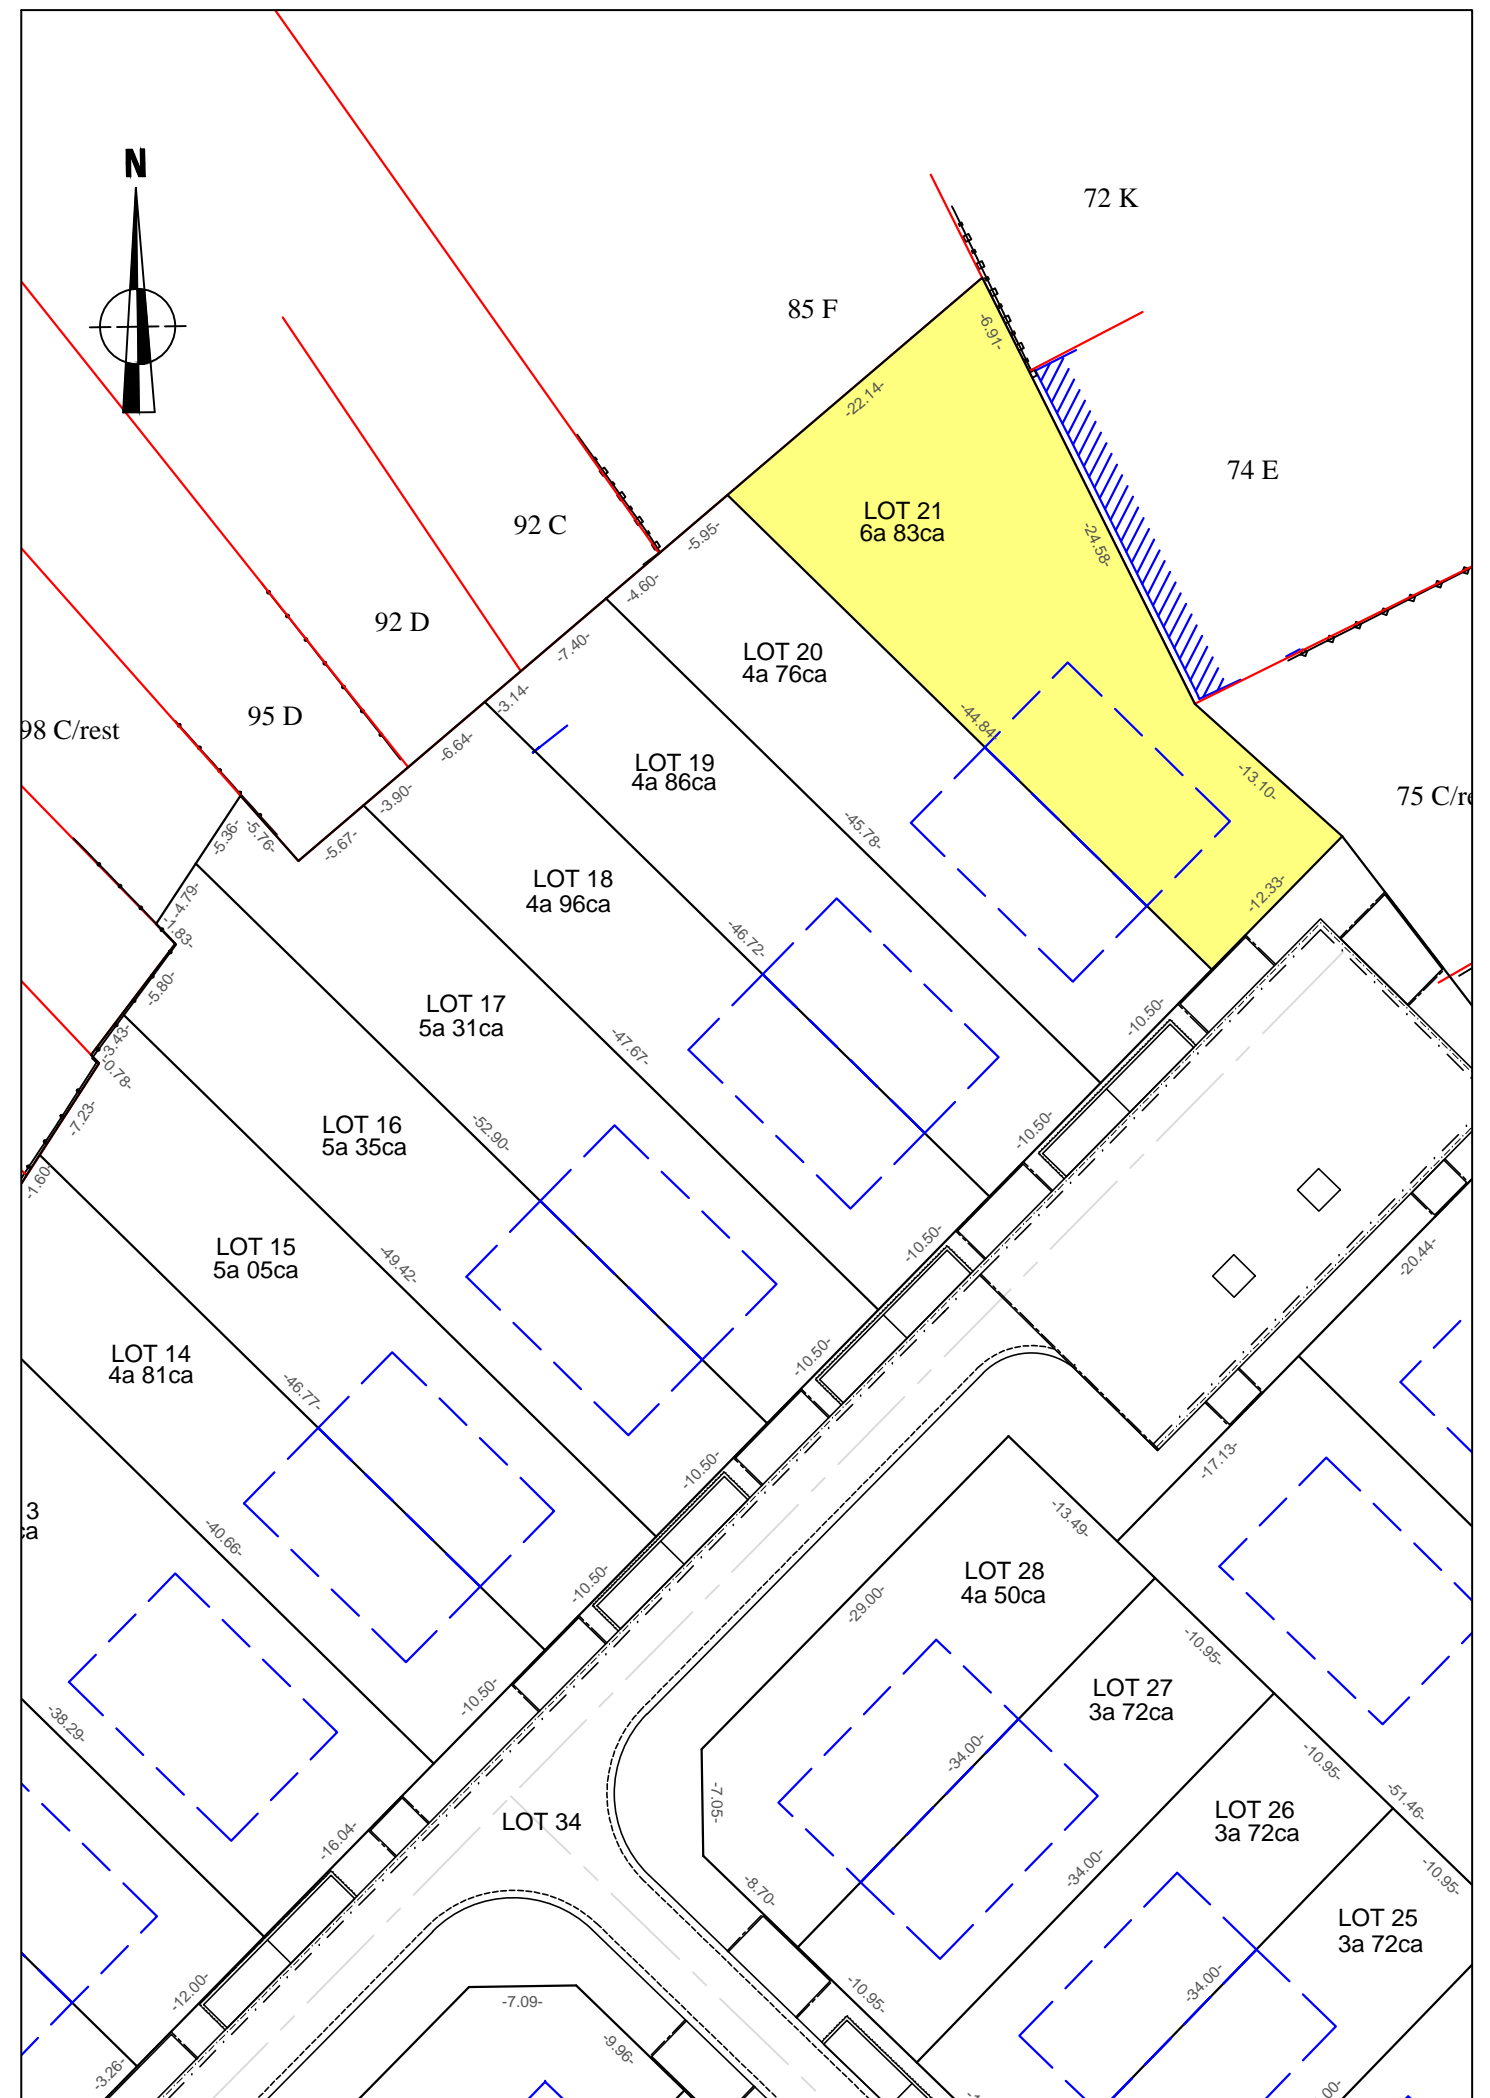 N
72 K
85 F
-6.91-
-22.14-
74 E
LOT 21
6a 83ca
92 C
-5.95-
-24.58-
-4.60-
92 D
-7.40-
LOT 20
4a 76ca
-3.14-
95 D
98 C/rest
-6.64-
-44.84-
LOT 19
4a 86ca
-13.10-
-3.90-
75 C/re
-5.36-
-5.76-
-5.67-
-45.78-
LOT 18
4a 96ca
-4.79-
-12.33-
-1.83-
-46.72-
-5.80-
LOT 17
5a 31ca
-10.50-
-3.43-
-0.78-
-47.67-
-7.23-
LOT 16
5a 35ca
-52.90-
-10.50-
-1.60-
LOT 15
5a 05ca
-49.42-
-10.50-
-20.44-
LOT 14
4a 81ca
-46.77-
-10.50-
-10.50-
-17.13-
3
ca
-40.66-
-13.49-
LOT 28
4a 50ca
-10.50-
-29.00-
-10.95-
LOT 27
3a 72ca
-10.50-
-38.29-
-34.00-
-10.95-
-7.05-
-51.46-
LOT 26
3a 72ca
LOT 34
-16.04-
-34.00-
-10.95-
-8.70-
LOT 25
3a 72ca
-12.00-
-10.95-
-34.00-
-7.09-
-9.96-
-3.26-
00-